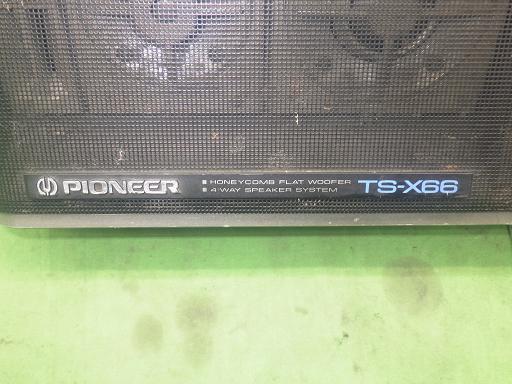 PIONEER
■ HONEYCOMB FLAT WOOFER
■ 4 WAY SPEAKER SYSTEM
TS-X66